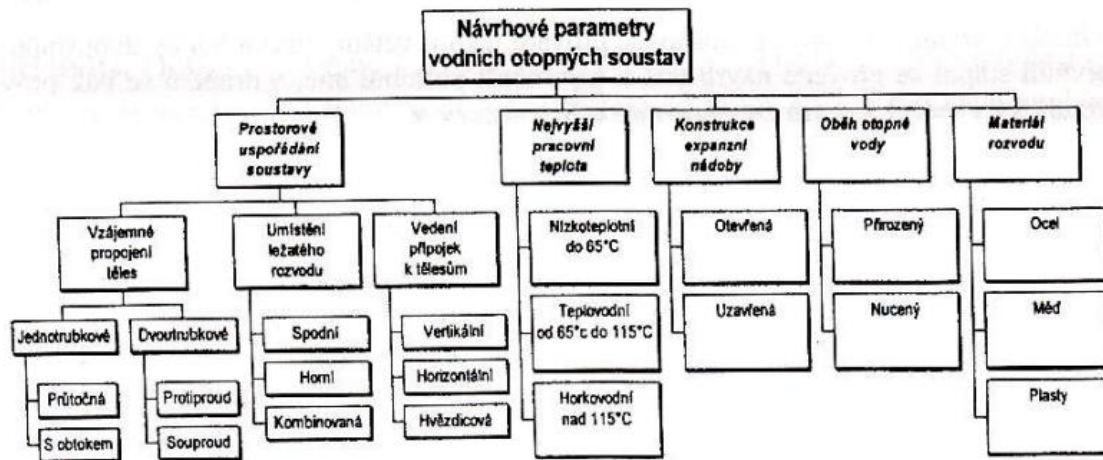 Návrhové parametry
vodních otopných soustav
Prostorové
uspořádání
soustavy
Nejvyšší
pracovní
teplota
Konstrukce
expanzní
nádoby
Oběh otopné
vody
Materiál
rozvodu
Vzájemné
propojení
těles
Umístění
ležatého
rozvodu
Vedení
přípojek
k tělesům
Nízkoteplotní
do 65°C
Otevřená
Přirozený
Ocel
Jednotrubkové
Dvoutrubkové
Spodní
Vertikální
Teplovodní
od 65°c do 115°C
Uzavřená
Nucený
Měď
Průtočná
Protiproud
Horní
Horizontální
Horkovodní
nad 115°C
Plasty
S obtokem
Souproud
Kombinovaná
Hvězdicová